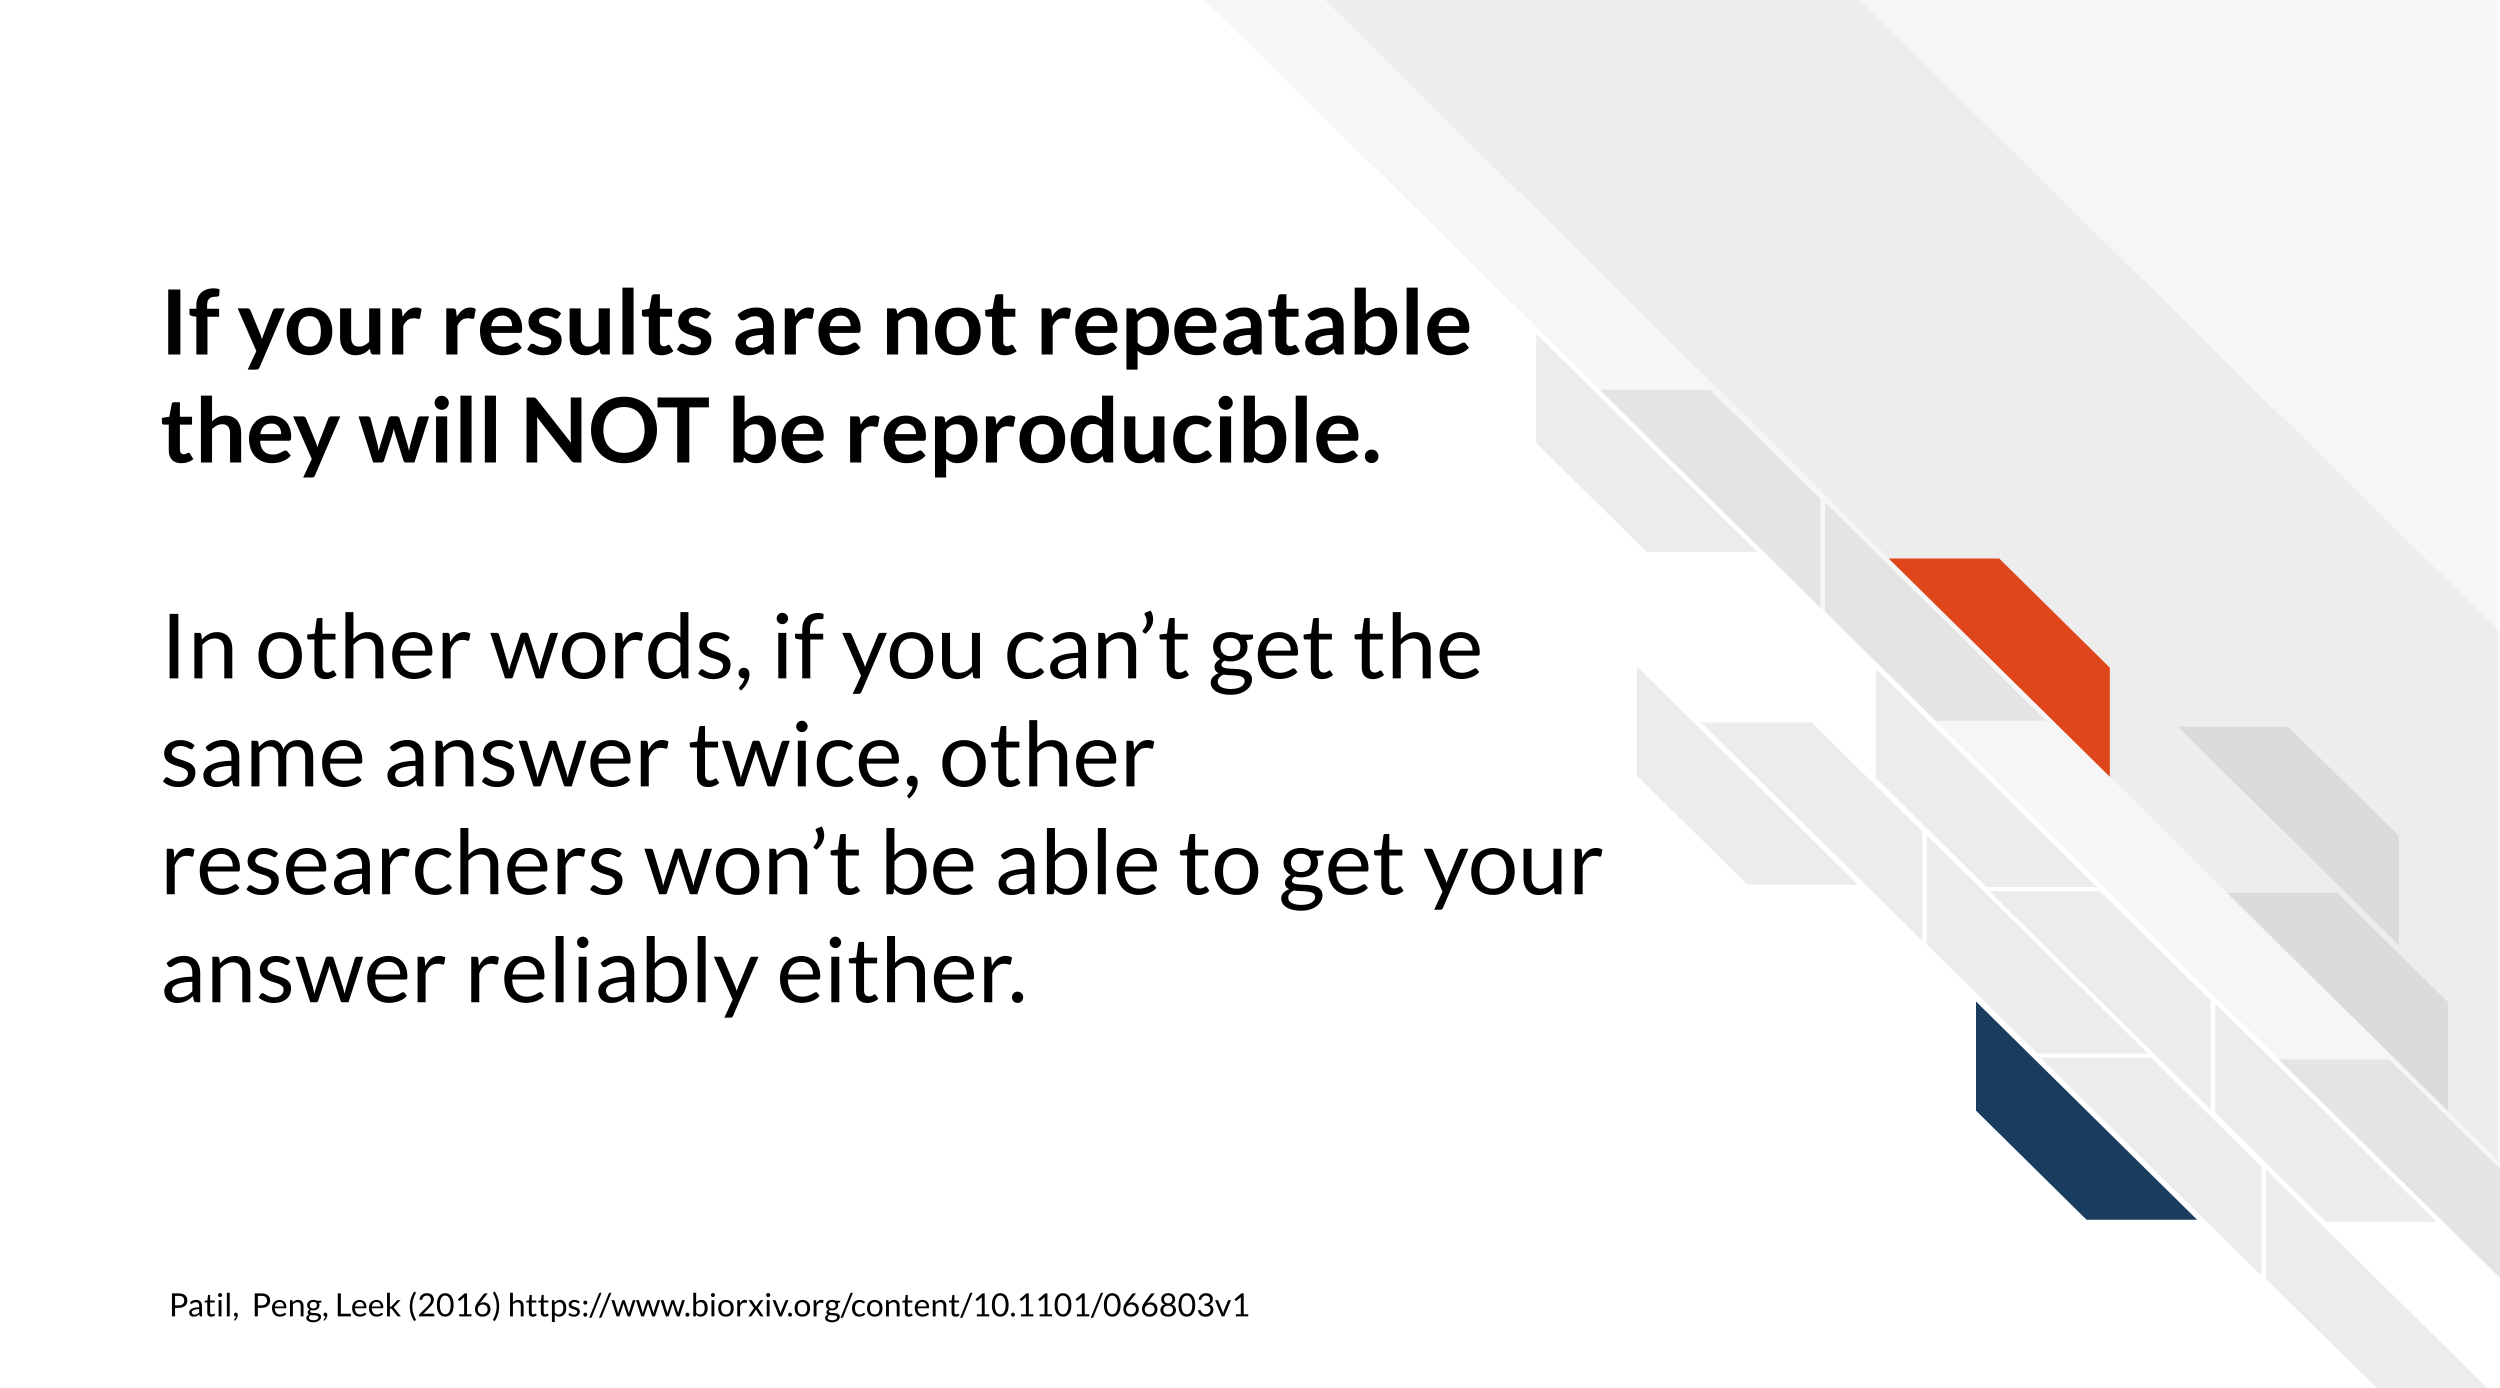 If your results are not repeatable
they will NOT be reproducible.
In other words, if you can’t get the
same answer twice, other
researchers won’t be able to get your
answer reliably either.
Patil, Peng, Leek (2016) https://www.biorxiv.org/content/10.1101/066803v1